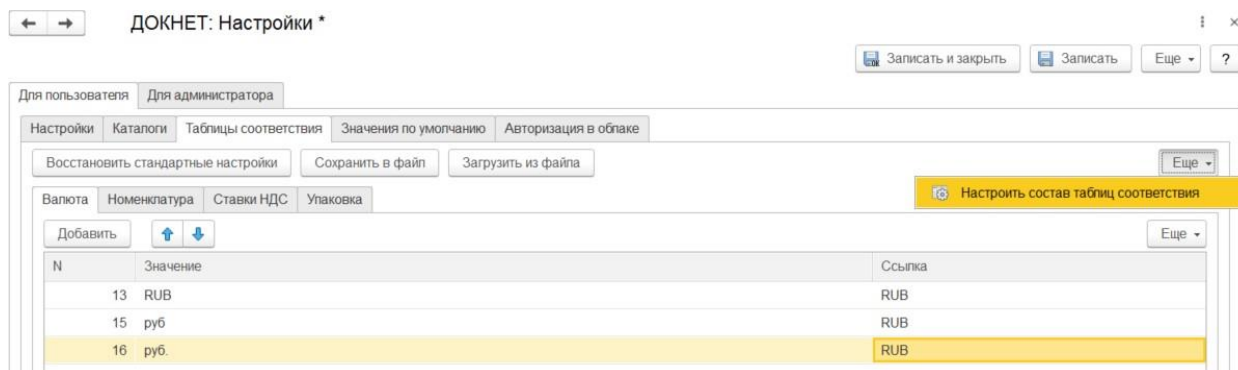 ДОКНЕТ: Настройки *
Записать и закрыть Записать Еще ?
Для пользователя Для администратора
Настройки Каталоги Таблицы соответствия Значения по умолчанию Авторизация в облаке
Восстановить стандартные настройки Сохранить в файл Загрузить из файла Еще
Настроить состав таблиц соответствия
Валюта Номенклатура Ставки НДС Упаковка
Добавить Еще
N Значение Ссылка
13 RUB RUB
15 руб RUB
16 руб. RUB